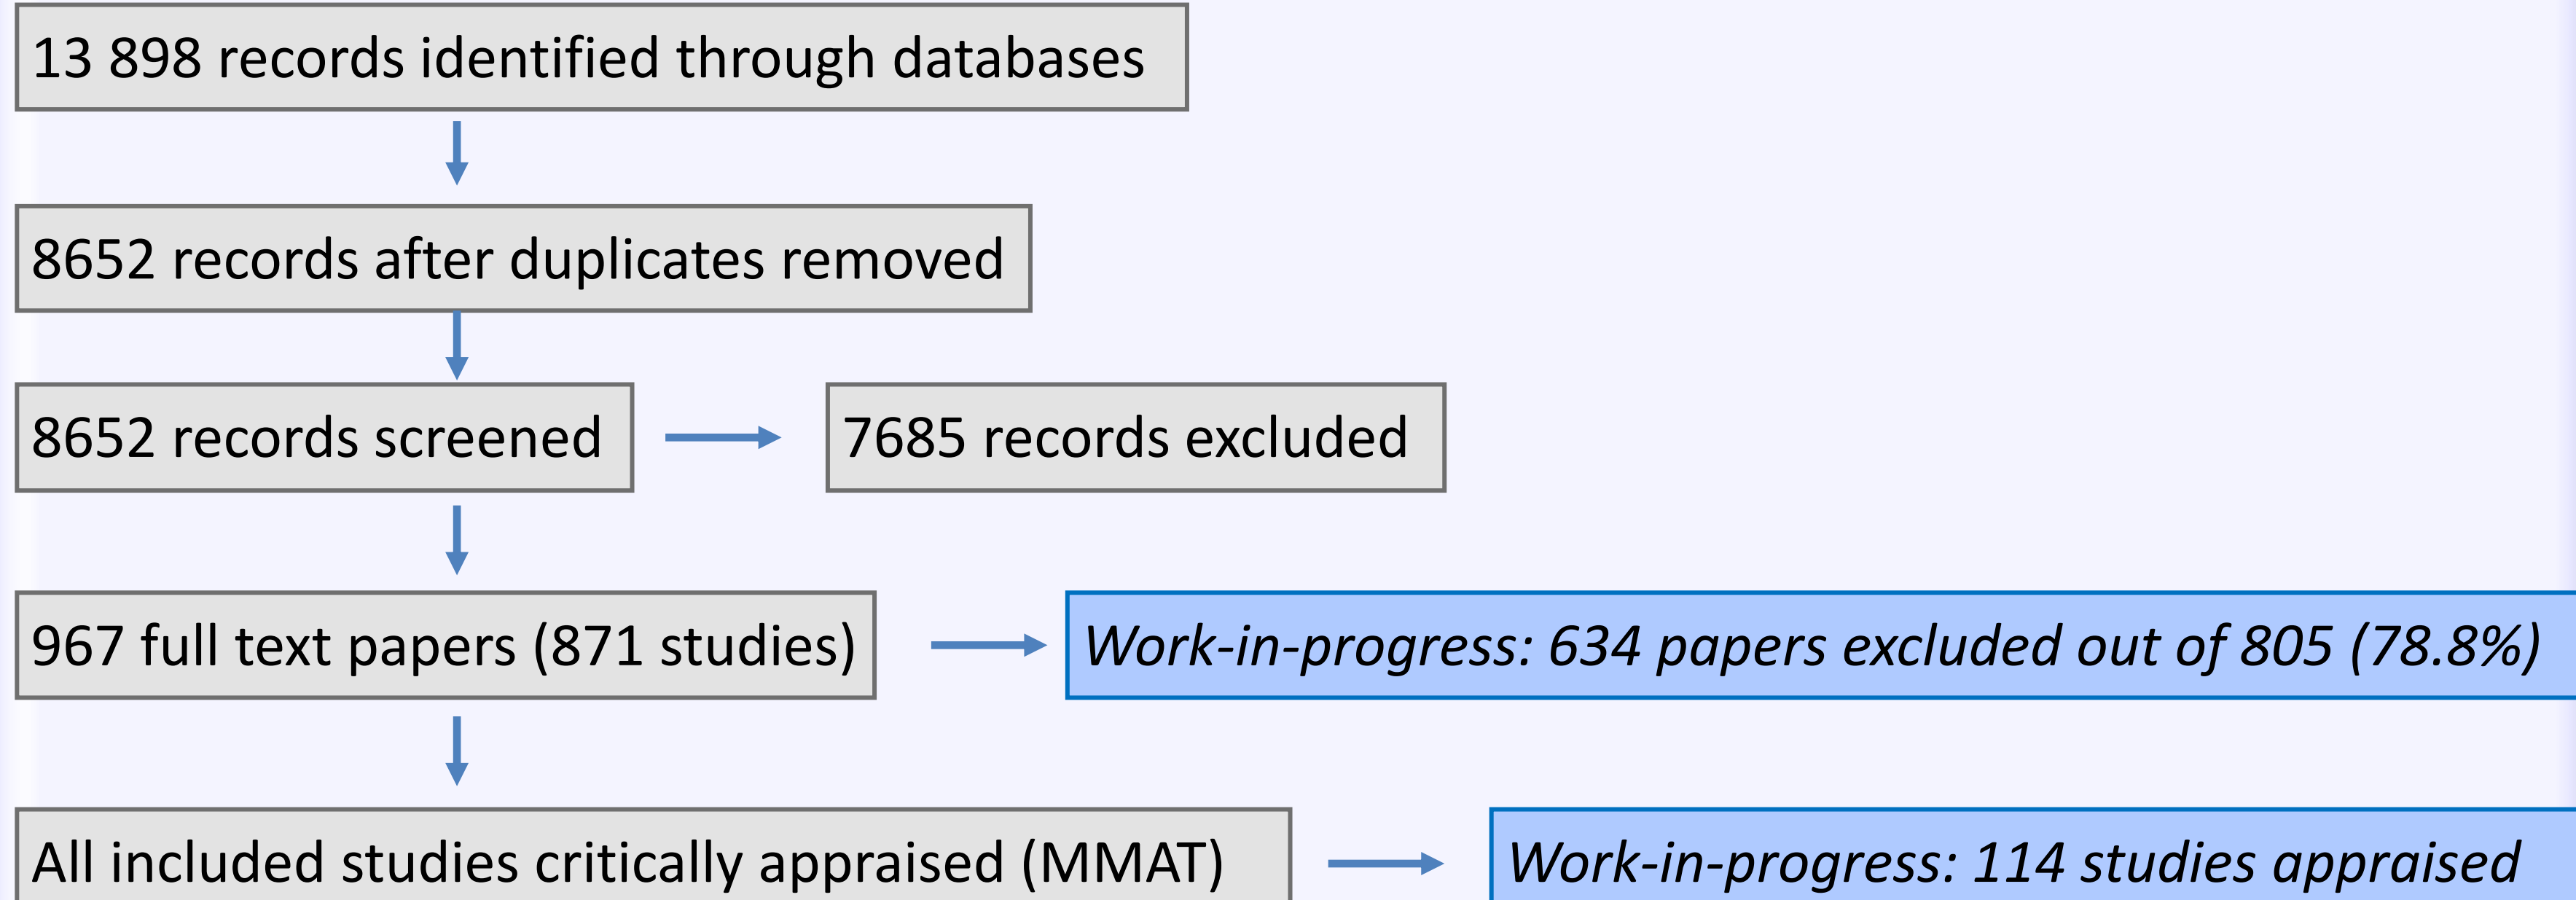 13 898 records identified through databases
8652 records after duplicates removed
8652 records screened
7685 records excluded
967 full text papers (871 studies)
Work-in-progress: 634 papers excluded out of 805 (78.8%)
All included studies critically appraised (MMAT)
Work-in-progress: 114 studies appraised